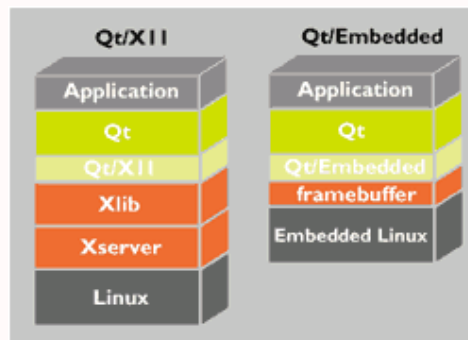 Qt/X11
Application
Qt
Qt/X11
Xlib
Xserver
Linux
Qt/Embedded
Application
Qt
Qt/Embedded
framebuffer
Embedded Linux